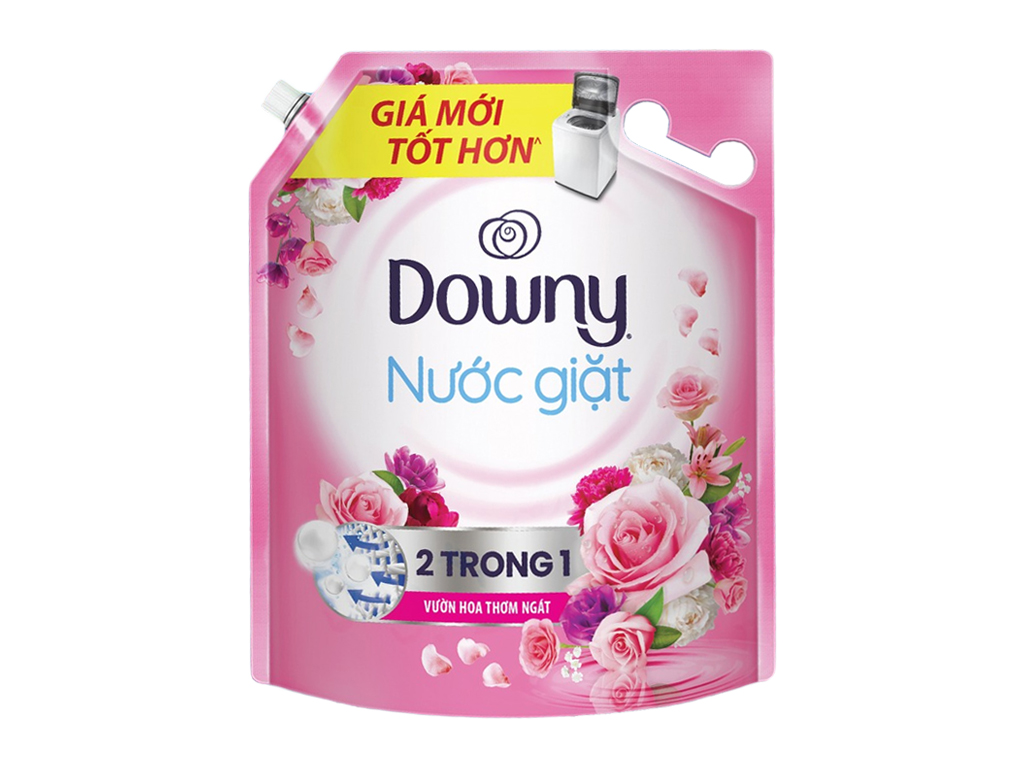 GIÁ MỚI
TỐT HƠN^
Downy®
Nước giặt
2 TRONG 1
VƯỜN HOA THƠM NGÁT